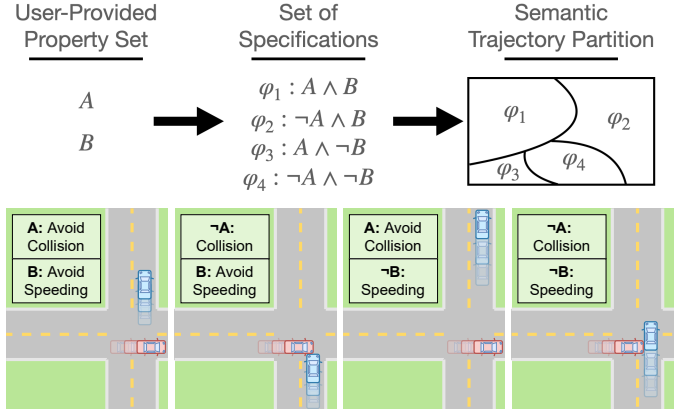 User-Provided
Property Set
Set of
Specifications
Semantic
Trajectory Partition
A
B
φ₁ : A ∧ B
φ₂ : ¬A ∧ B
φ₃ : A ∧ ¬B
φ₄ : ¬A ∧ ¬B
φ₁
φ₂
φ₃
φ₄
A: Avoid
Collision
B: Avoid
Speeding
¬A:
Collision
B: Avoid
Speeding
A: Avoid
Collision
¬B:
Speeding
¬A:
Collision
¬B:
Speeding